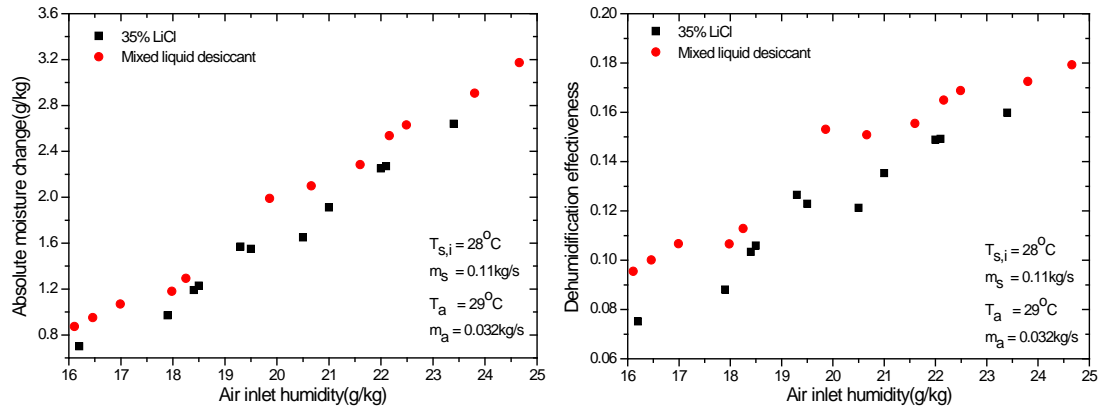 35% LiCl
Mixed liquid desiccant
Absolute moisture change(g/kg)
3.6
3.2
2.8
2.4
2.0
1.6
1.2
0.8
T_s,i = 28°C
m_s = 0.11kg/s
T_a = 29°C
m_a = 0.032kg/s
16 17 18 19 20 21 22 23 24 25
Air inlet humidity(g/kg)
35% LiCl
Mixed liquid desiccant
Dehumidification effectiveness
0.20
0.18
0.16
0.14
0.12
0.10
0.08
0.06
T_s,i = 28°C
m_s = 0.11kg/s
T_a = 29°C
m_a = 0.032kg/s
16 17 18 19 20 21 22 23 24 25
Air inlet humidity(g/kg)